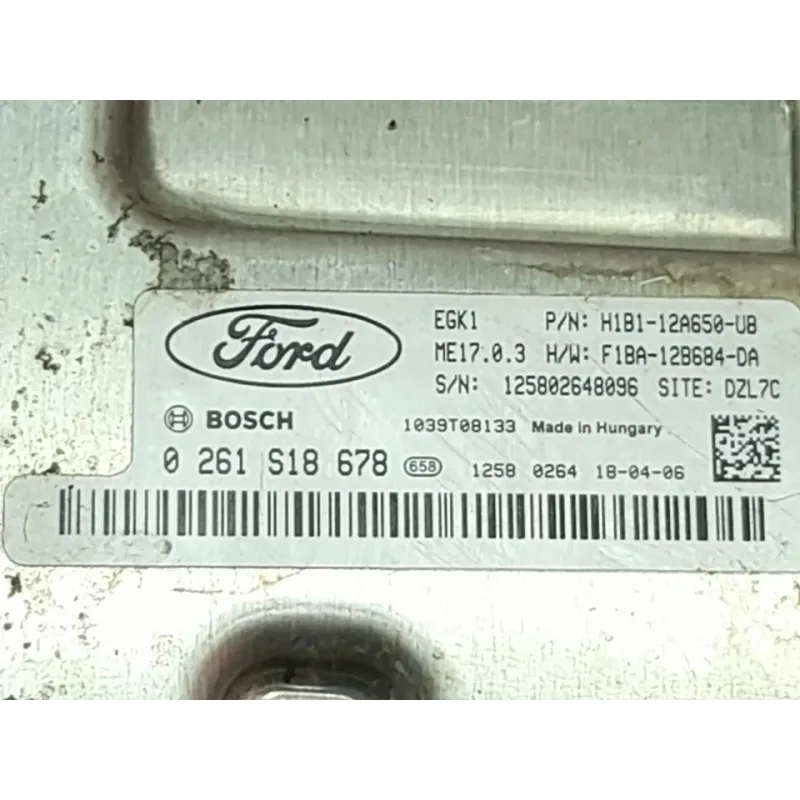 Ford
EGK1 P/N: H1B1-12A650-UB
ME17.0.3 H/W: F1BA-12B684-DA
S/N: 125802648096 SITE: DZL7C
BOSCH 1039T08133 Made in Hungary
0 261 S18 678 658 1258 0264 18-04-06